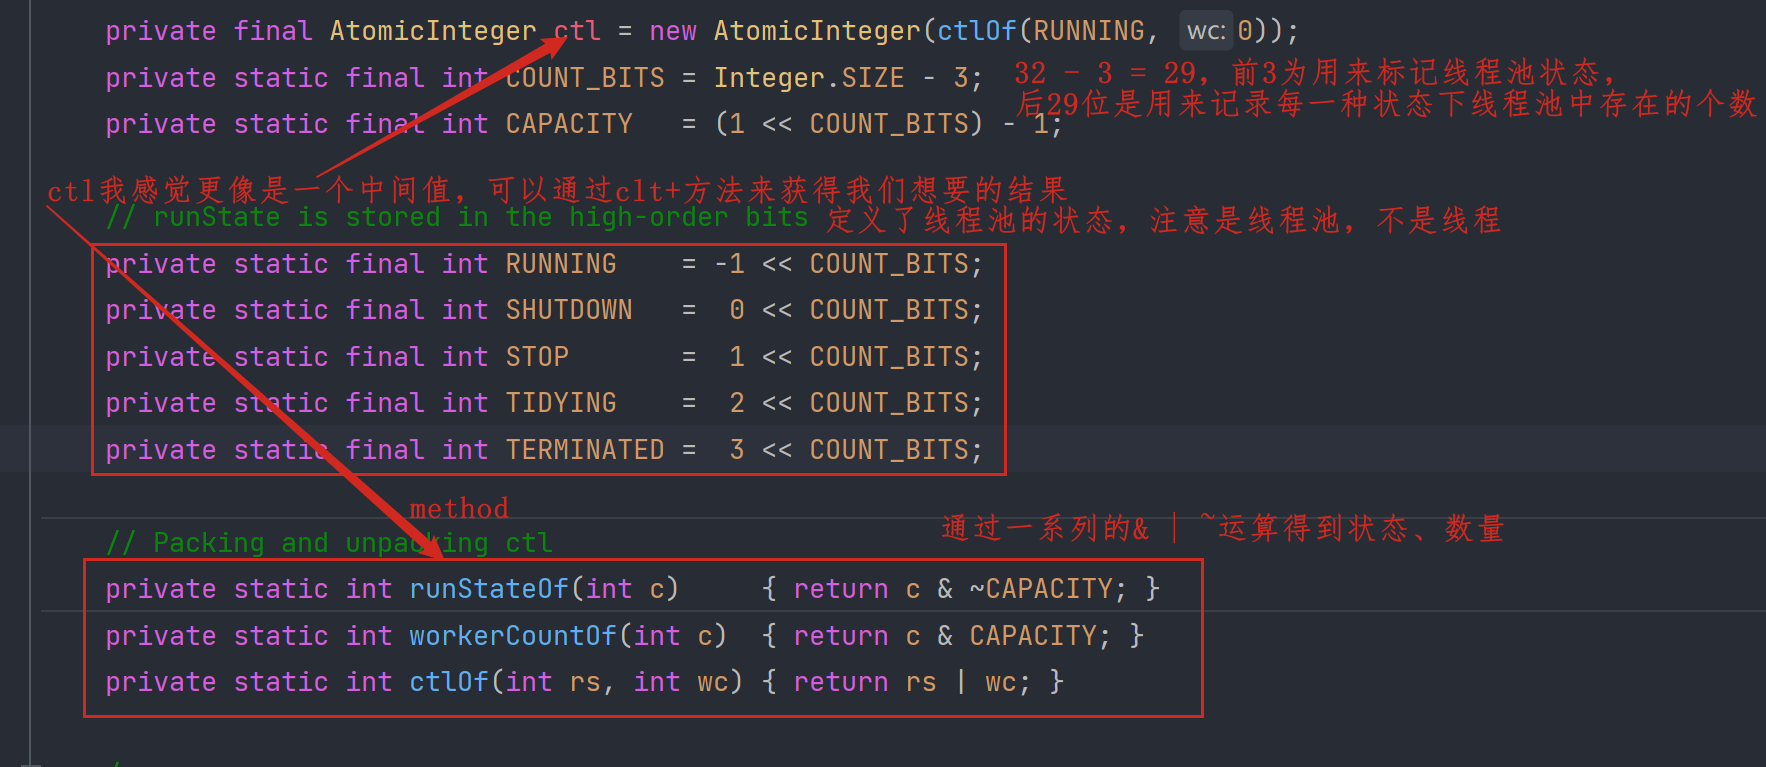 private final AtomicInteger ctl = new AtomicInteger(ctlOf(RUNNING, wc: 0));
private static final int COUNT_BITS = Integer.SIZE - 3; 32 - 3 = 29，前3为用来标记线程池状态，
后29位是用来记录每一种状态下线程池中存在的个数
private static final int CAPACITY   = (1 << COUNT_BITS) - 1;
ctl我感觉更像是一个中间值，可以通过clt+方法来获得我们想要的结果
// runState is stored in the high-order bits 定义了线程池的状态，注意是线程池，不是线程
private static final int RUNNING    = -1 << COUNT_BITS;
private static final int SHUTDOWN   =  0 << COUNT_BITS;
private static final int STOP       =  1 << COUNT_BITS;
private static final int TIDYING    =  2 << COUNT_BITS;
private static final int TERMINATED =  3 << COUNT_BITS;
method
通过一系列的& | ~运算得到状态、数量
// Packing and unpacking ctl
private static int runStateOf(int c)     { return c & ~CAPACITY; }
private static int workerCountOf(int c)  { return c & CAPACITY; }
private static int ctlOf(int rs, int wc) { return rs | wc; }